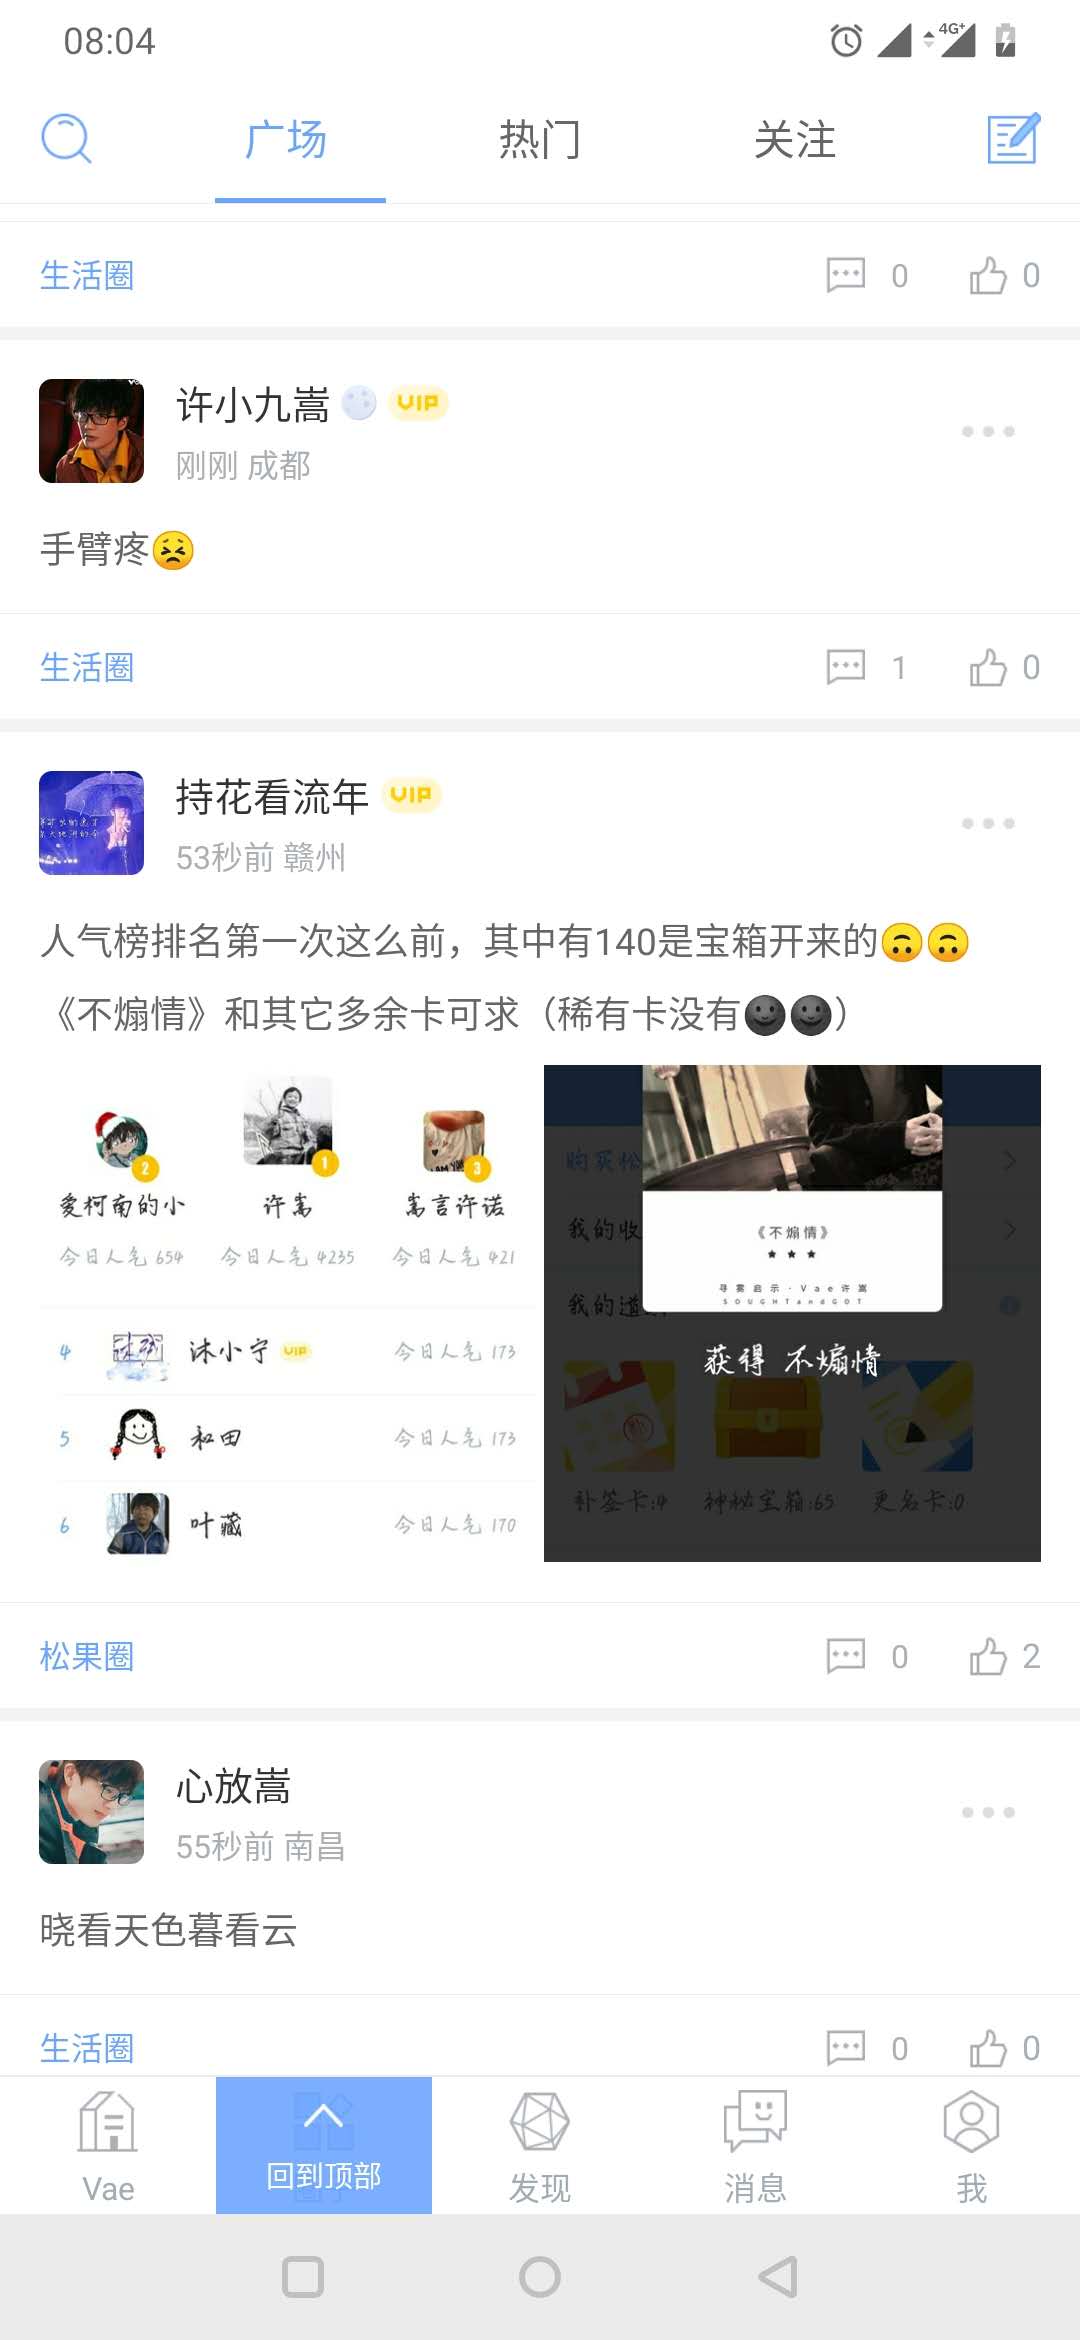 08:04
4G+
广场 热门 关注
生活圈 0 0
许小九嵩 VIP
刚刚 成都
手臂疼
生活圈 1 0
持花看流年 VIP
53秒前 赣州
人气榜排名第一次这么前，其中有140是宝箱开来的
《不煽情》和其它多余卡可求（稀有卡没有）
2 1 3
爱柯南的小 许嵩 嵩言许诺
今日人气 654 今日人气 4235 今日人气 421
4 沐小宁 VIP 今日人气 173
5 和田 今日人气 173
6 叶藏 今日人气 170
购买松
我的收
《不煽情》
我的道
寻雾启示·Vae许嵩
SOUGHTandGOT
获得 不煽情
补签卡:4 神秘宝箱:65 更名卡:0
松果圈 0 2
心放嵩
55秒前 南昌
晓看天色暮看云
生活圈 0 0
Vae 回到顶部 发现 消息 我